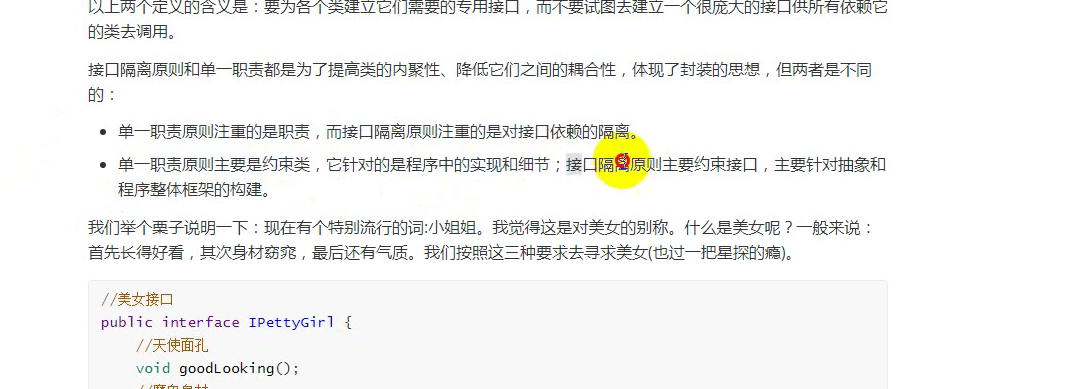 以上两个定义的含义是：要为各个类建立它们需要的专用接口，而不要试图去建立一个很庞大的接口供所有依赖它
的类去调用。
接口隔离原则和单一职责都是为了提高类的内聚性、降低它们之间的耦合性，体现了封装的思想，但两者是不同
的：
单一职责原则注重的是职责，而接口隔离原则注重的是对接口依赖的隔离。
单一职责原则主要是约束类，它针对的是程序中的实现和细节；接口隔离原则主要约束接口，主要针对抽象和
程序整体框架的构建。
我们举个栗子说明一下：现在有个特别流行的词:小姐姐。我觉得这是对美女的别称。什么是美女呢？一般来说：
首先长得好看，其次身材窈窕，最后还有气质。我们按照这三种要求去寻求美女(也过一把星探的瘾)。
//美女接口
public interface IPettyGirl {
//天使面孔
void goodLooking();